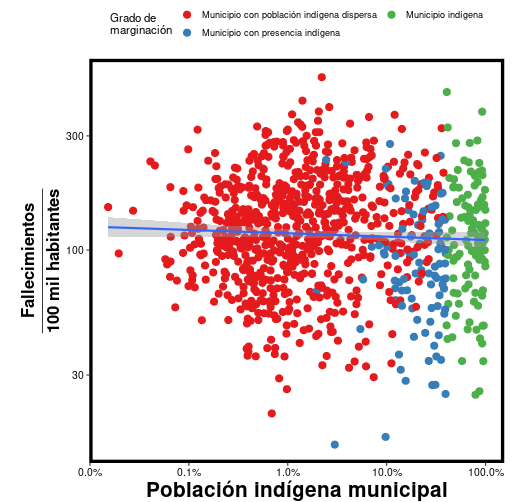 Grado de
marginación
Municipio con población indígena dispersa
Municipio indígena
Municipio con presencia indígena
Fallecimientos
100 mil habitantes
300
100
30
0.0%
0.1%
1.0%
10.0%
100.0%
Población indígena municipal